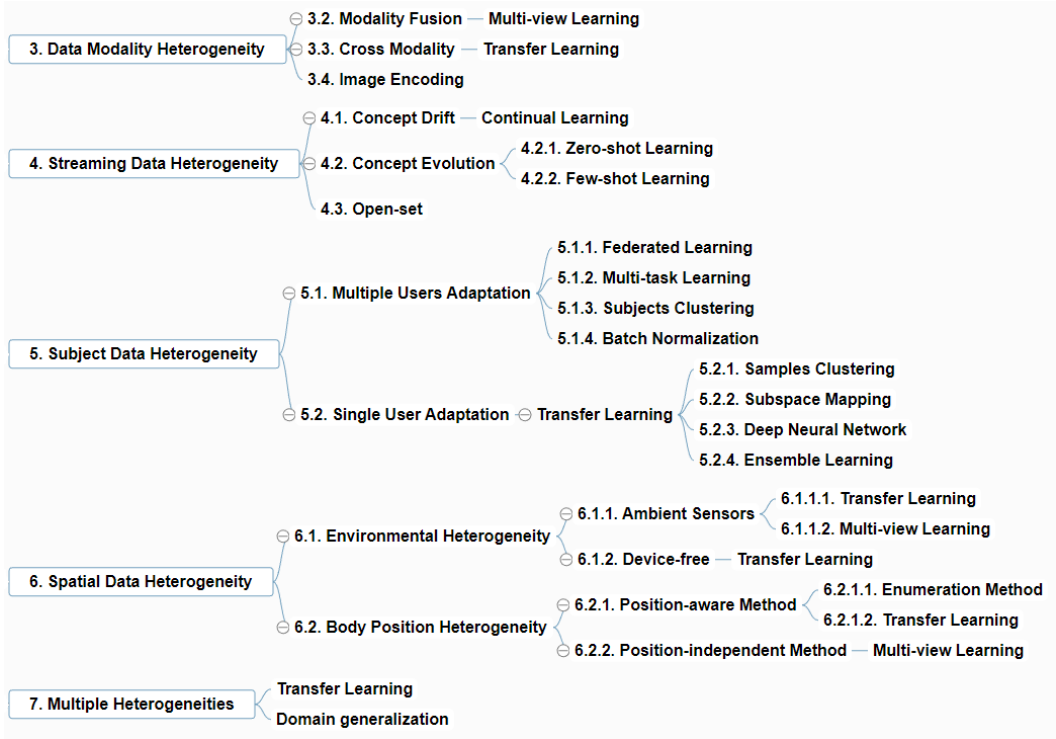 3. Data Modality Heterogeneity
3.2. Modality Fusion
Multi-view Learning
3.3. Cross Modality
Transfer Learning
3.4. Image Encoding
4. Streaming Data Heterogeneity
4.1. Concept Drift
Continual Learning
4.2. Concept Evolution
4.2.1. Zero-shot Learning
4.2.2. Few-shot Learning
4.3. Open-set
5. Subject Data Heterogeneity
5.1. Multiple Users Adaptation
5.1.1. Federated Learning
5.1.2. Multi-task Learning
5.1.3. Subjects Clustering
5.1.4. Batch Normalization
5.2. Single User Adaptation
Transfer Learning
5.2.1. Samples Clustering
5.2.2. Subspace Mapping
5.2.3. Deep Neural Network
5.2.4. Ensemble Learning
6. Spatial Data Heterogeneity
6.1. Environmental Heterogeneity
6.1.1. Ambient Sensors
6.1.1.1. Transfer Learning
6.1.1.2. Multi-view Learning
6.1.2. Device-free
Transfer Learning
6.2. Body Position Heterogeneity
6.2.1. Position-aware Method
6.2.1.1. Enumeration Method
6.2.1.2. Transfer Learning
6.2.2. Position-independent Method
Multi-view Learning
7. Multiple Heterogeneities
Transfer Learning
Domain generalization